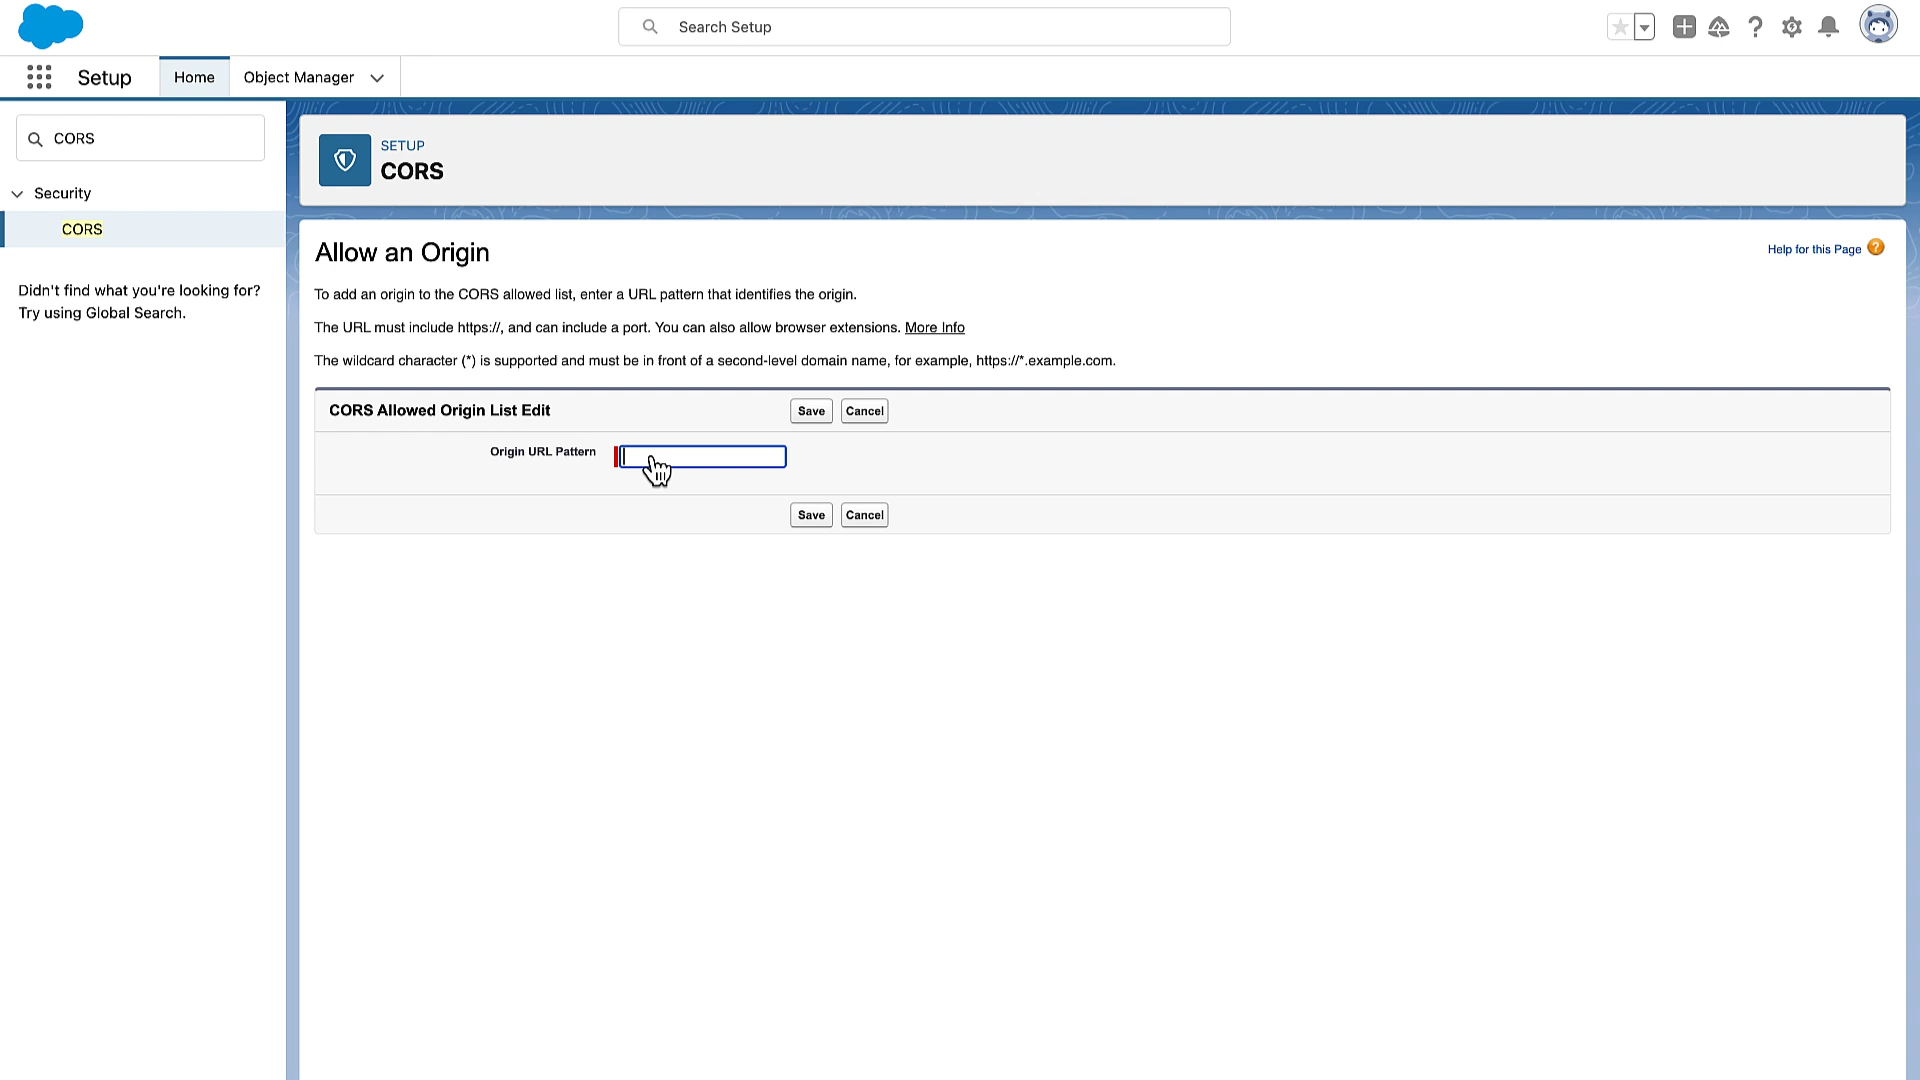 Search Setup
Setup
Home
Object Manager
CORS
Security
CORS
Didn't find what you're looking for?
Try using Global Search.
SETUP
CORS
Allow an Origin
Help for this Page
To add an origin to the CORS allowed list, enter a URL pattern that identifies the origin.
The URL must include https://, and can include a port. You can also allow browser extensions. More Info
The wildcard character (*) is supported and must be in front of a second-level domain name, for example, https://*.example.com.
CORS Allowed Origin List Edit
Save
Cancel
Origin URL Pattern
Save
Cancel